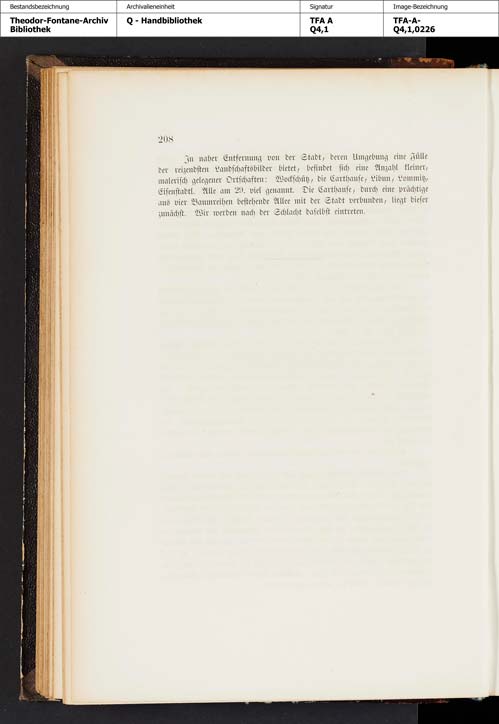 Bestandsbezeichnung Archivalieneinheit Signatur Image-Bezeichnung
Theodor-Fontane-Archiv Q - Handbibliothek TFA A TFA-A-
Bibliothek Q4,1 Q4,1,0226
208
In naher Entfernung von der Stadt, deren Umgebung eine Fülle
der reizendsten Landschaftsbilder bietet, befindet sich eine Anzahl kleiner,
malerisch gelegener Ortschaften: Wockschütz, die Carthause, Libun, Lommitz,
Eisenstadtl. Alle am 29. viel genannt. Die Carthause, durch eine prächtige
aus vier Baumreihen bestehende Allee mit der Stadt verbunden, liegt dieser
zunächst. Wir werden nach der Schlacht daselbst eintreten.